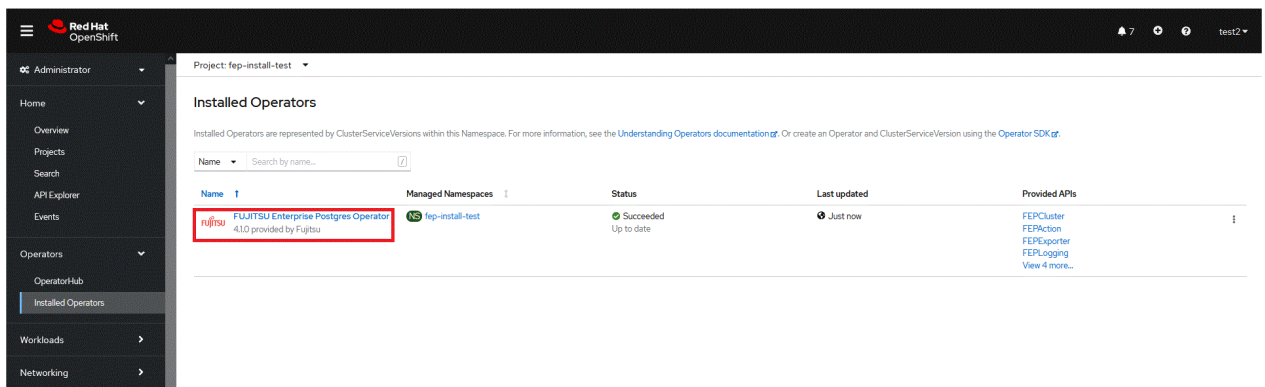 Red Hat
OpenShift
7
test2
Administrator
Project: fep-install-test
Home
Overview
Projects
Search
API Explorer
Events
Operators
OperatorHub
Installed Operators
Workloads
Networking
Installed Operators
Installed Operators are represented by ClusterServiceVersions within this Namespace. For more information, see the Understanding Operators documentation. Or create an Operator and ClusterServiceVersion using the Operator SDK.
Name Search by name... /
Name Managed Namespaces Status Last updated Provided APIs
FUJITSU FUJITSU Enterprise Postgres Operator NS fep-install-test Succeeded Just now FEPCluster
4.1.0 provided by Fujitsu Up to date FEPAction
FEPExporter
FEPLogging
View 4 more...